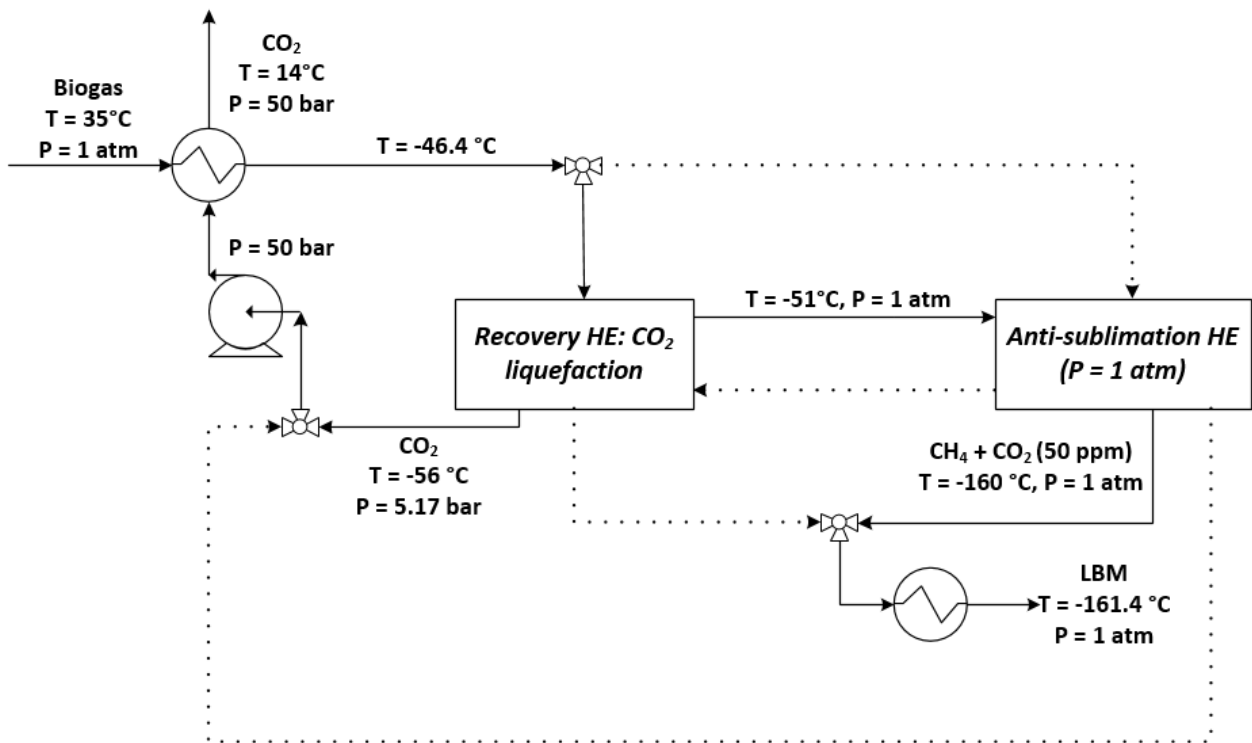 CO₂
T = 14°C
P = 50 bar
Biogas
T = 35°C
P = 1 atm
T = -46.4 °C
P = 50 bar
T = -51°C, P = 1 atm
Recovery HE: CO₂
liquefaction
Anti-sublimation HE
(P = 1 atm)
CO₂
T = -56 °C
P = 5.17 bar
CH₄ + CO₂ (50 ppm)
T = -160 °C, P = 1 atm
LBM
T = -161.4 °C
P = 1 atm